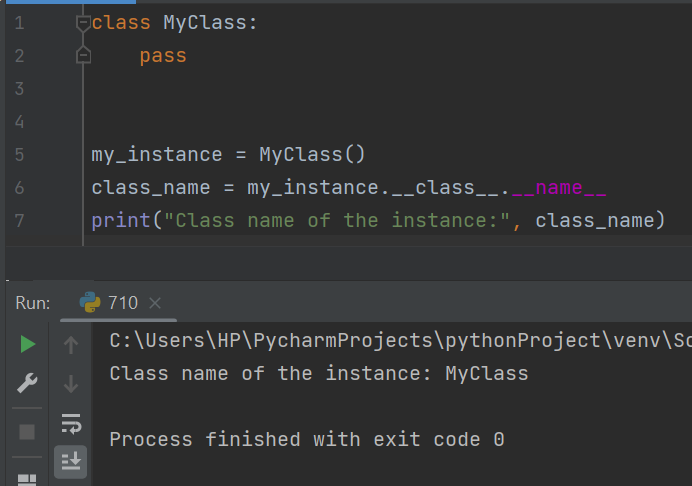 1 class MyClass:
2     pass
3
4
5 my_instance = MyClass()
6 class_name = my_instance.__class__.__name__
7 print("Class name of the instance:", class_name)
Run: 710
C:\Users\HP\PycharmProjects\pythonProject\venv\Sc
Class name of the instance: MyClass
Process finished with exit code 0